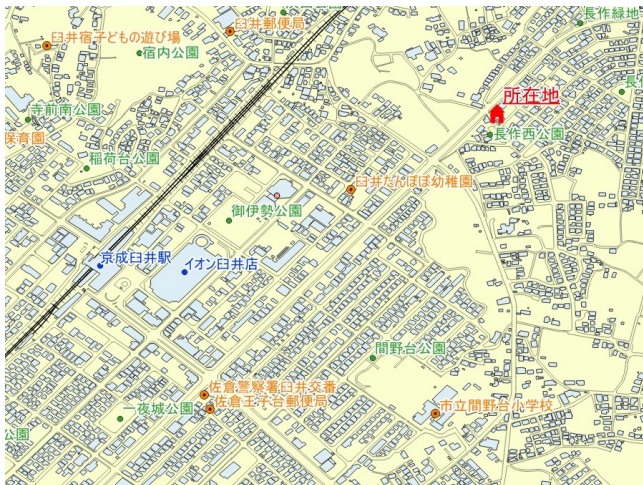 臼井郵便局
長作緑地
臼井宿子どもの遊び場
宿内公園
所在地
長作
寺前南公園
長作西公園
保育園
稲荷台公園
臼井たんぽぽ幼稚園
御伊勢公園
京成臼井駅
イオン臼井店
間野台公園
佐倉警察署臼井交番
佐倉王子台郵便局
一夜城公園
市立間野台小学校
公園